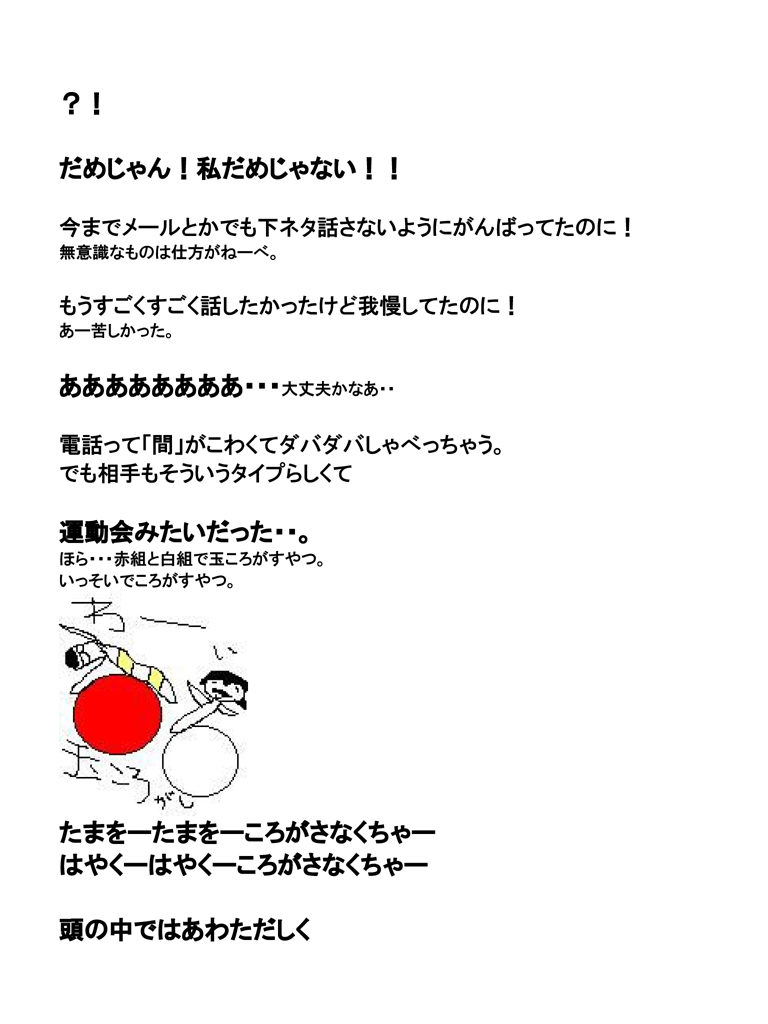 ？！
だめじゃん！私だめじゃない！！
今までメールとかでも下ネタ話さないようにがんばってたのに！
無意識なものは仕方がねーべ。
もうすごくすごく話したかったけど我慢してたのに！
あー苦しかった。
あああああああ・・・大丈夫かなあ・・
電話って「間」がこわくてダバダバしゃべっちゃう。
でも相手もそういうタイプらしくて
運動会みたいだった・・。
ほら・・・赤組と白組で玉ころがすやつ。
いっそいでころがすやつ。
わーい
玉ころがし
たまをーたまをーころがさなくちゃー
はやくーはやくーころがさなくちゃー
頭の中ではあわただしく